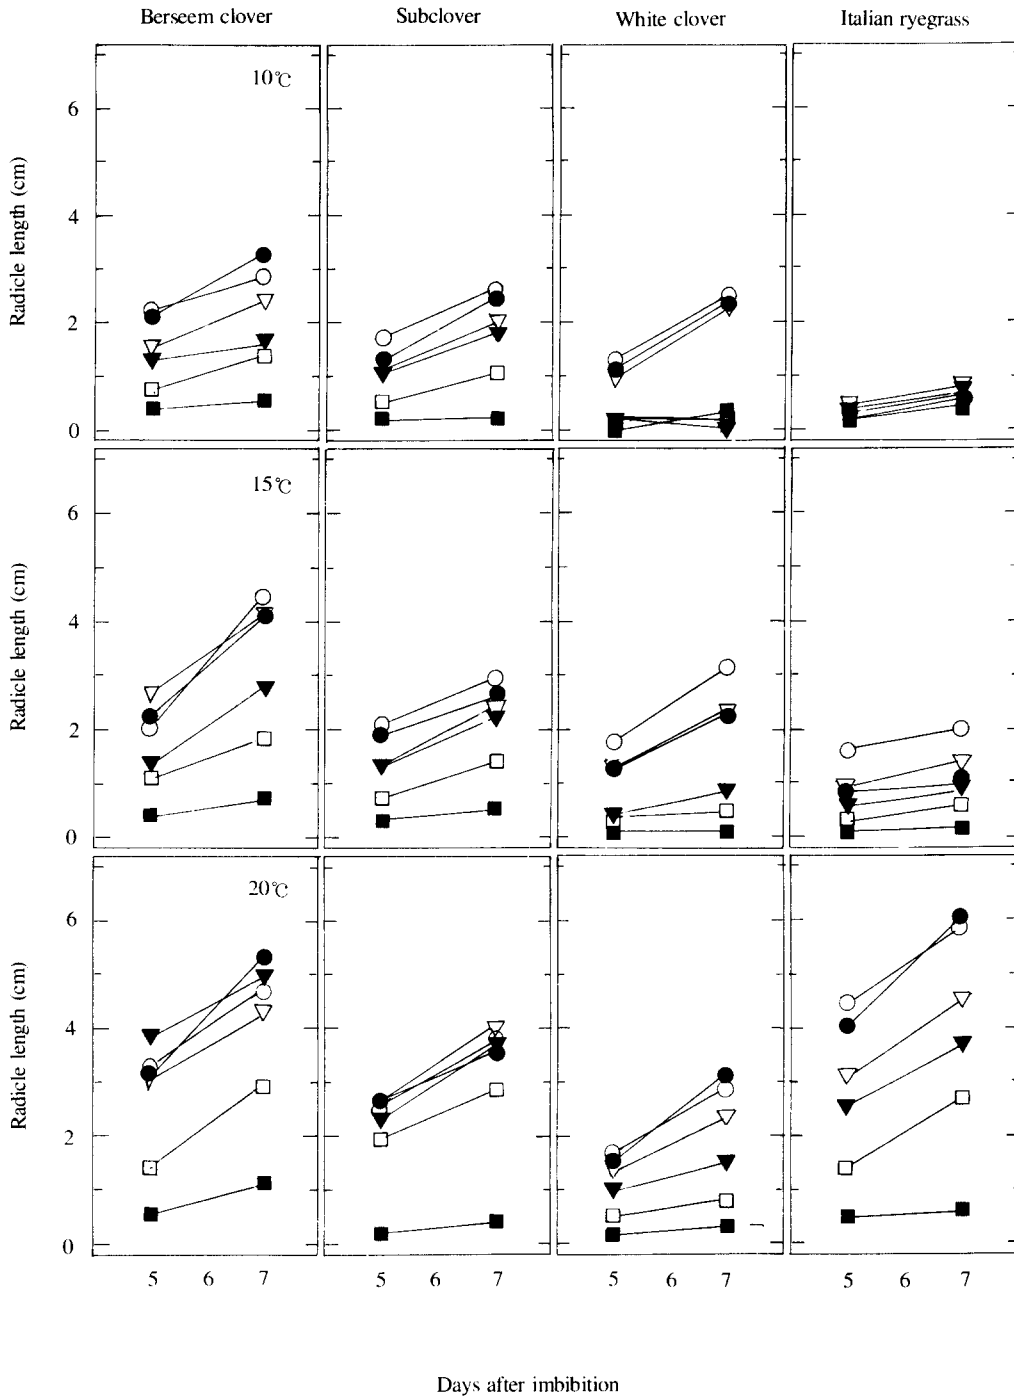 Berseem clover Subclover White clover Italian ryegrass
10℃
Radicle length (cm)
6
4
2
0
15℃
Radicle length (cm)
6
4
2
0
20℃
Radicle length (cm)
6
4
2
0
5 6 7 5 6 7 5 6 7 5 6 7
Days after imbibition